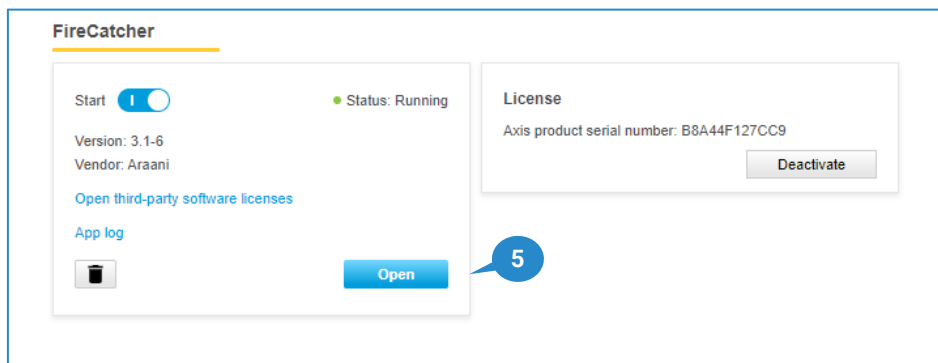 FireCatcher
Start
Status: Running
Version: 3.1-6
Vendor: Araani
Open third-party software licenses
App log
Open
5
License
Axis product serial number: B8A44F127CC9
Deactivate